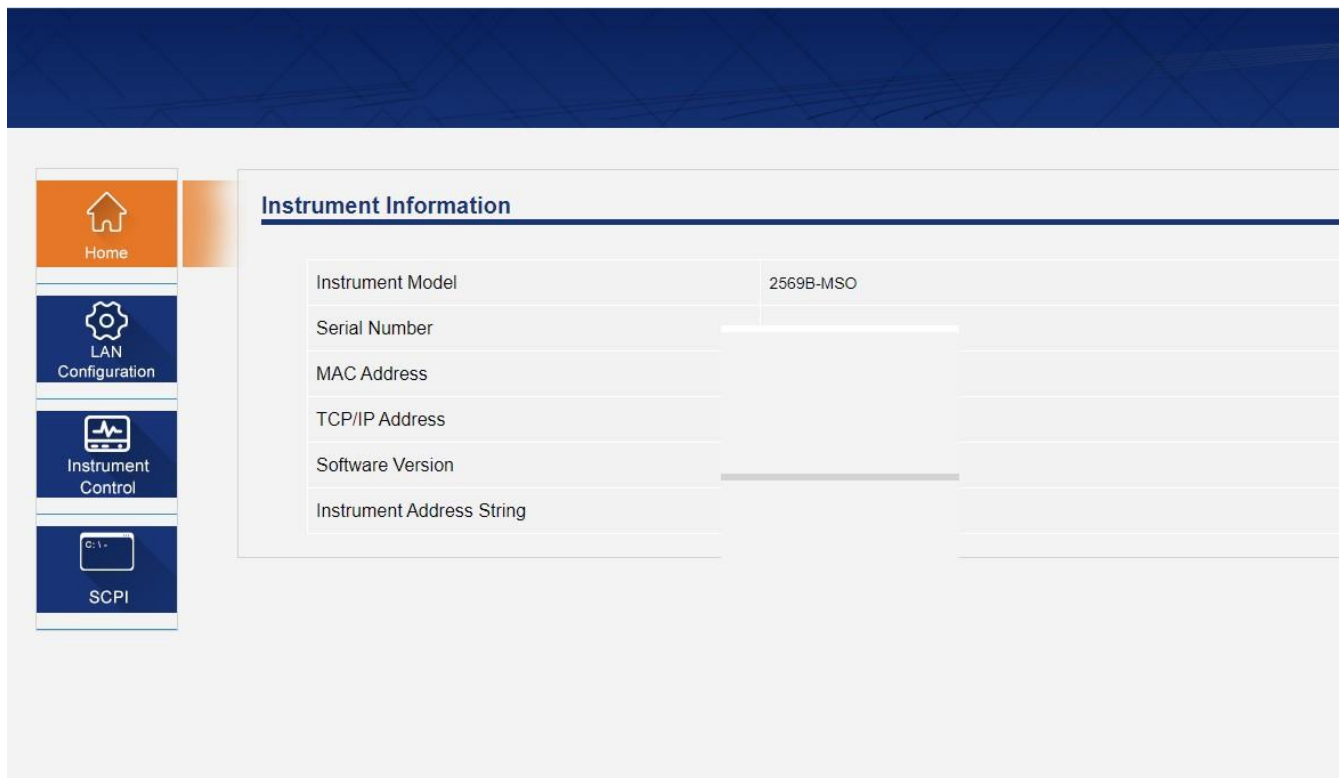 Home
LAN
Configuration
Instrument
Control
C:\-
SCPI
Instrument Information
Instrument Model 2569B-MSO
Serial Number
MAC Address
TCP/IP Address
Software Version
Instrument Address String